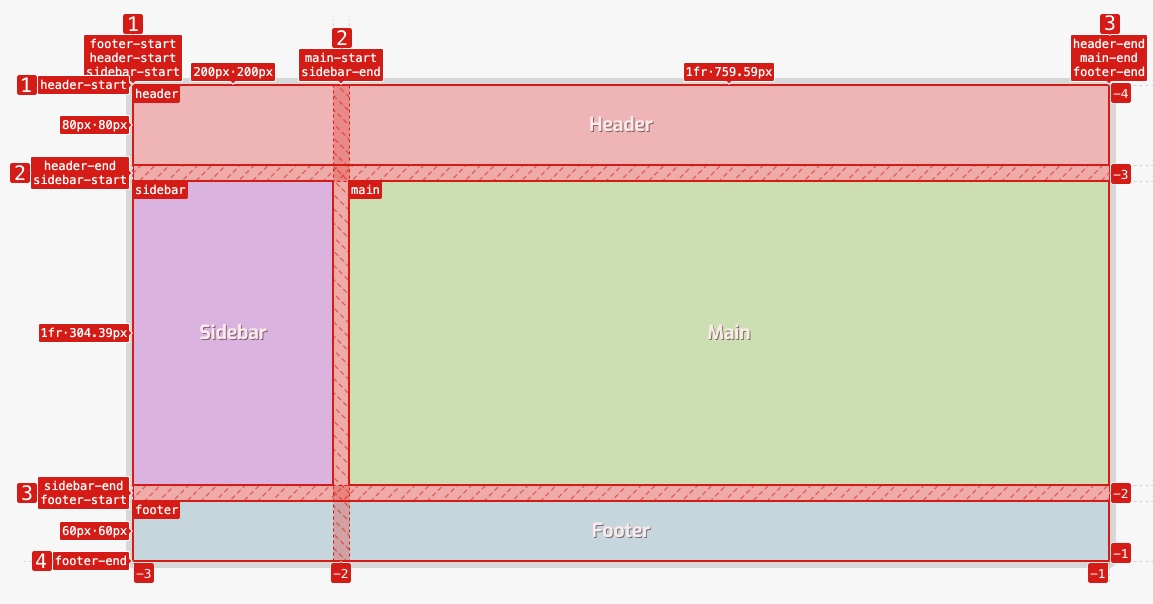 1
footer-start
header-start
sidebar-start
200px·200px
2
main-start
sidebar-end
1fr·759.59px
3
header-end
main-end
footer-end
1
header-start
header
-4
80px·80px
Header
2
header-end
sidebar-start
-3
sidebar
main
1fr·304.39px
Sidebar
Main
3
sidebar-end
footer-start
-2
footer
60px·60px
Footer
4
footer-end
-1
-3
-2
-1